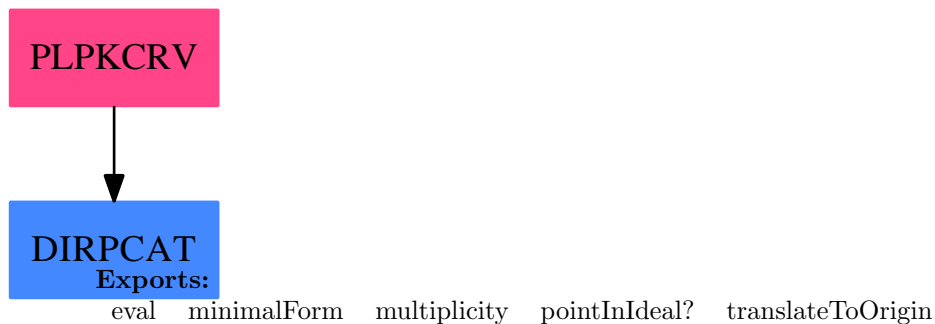 PLPKCRV
DIRPCAT
Exports:
eval minimalForm multiplicity pointInIdeal? translateToOrigin